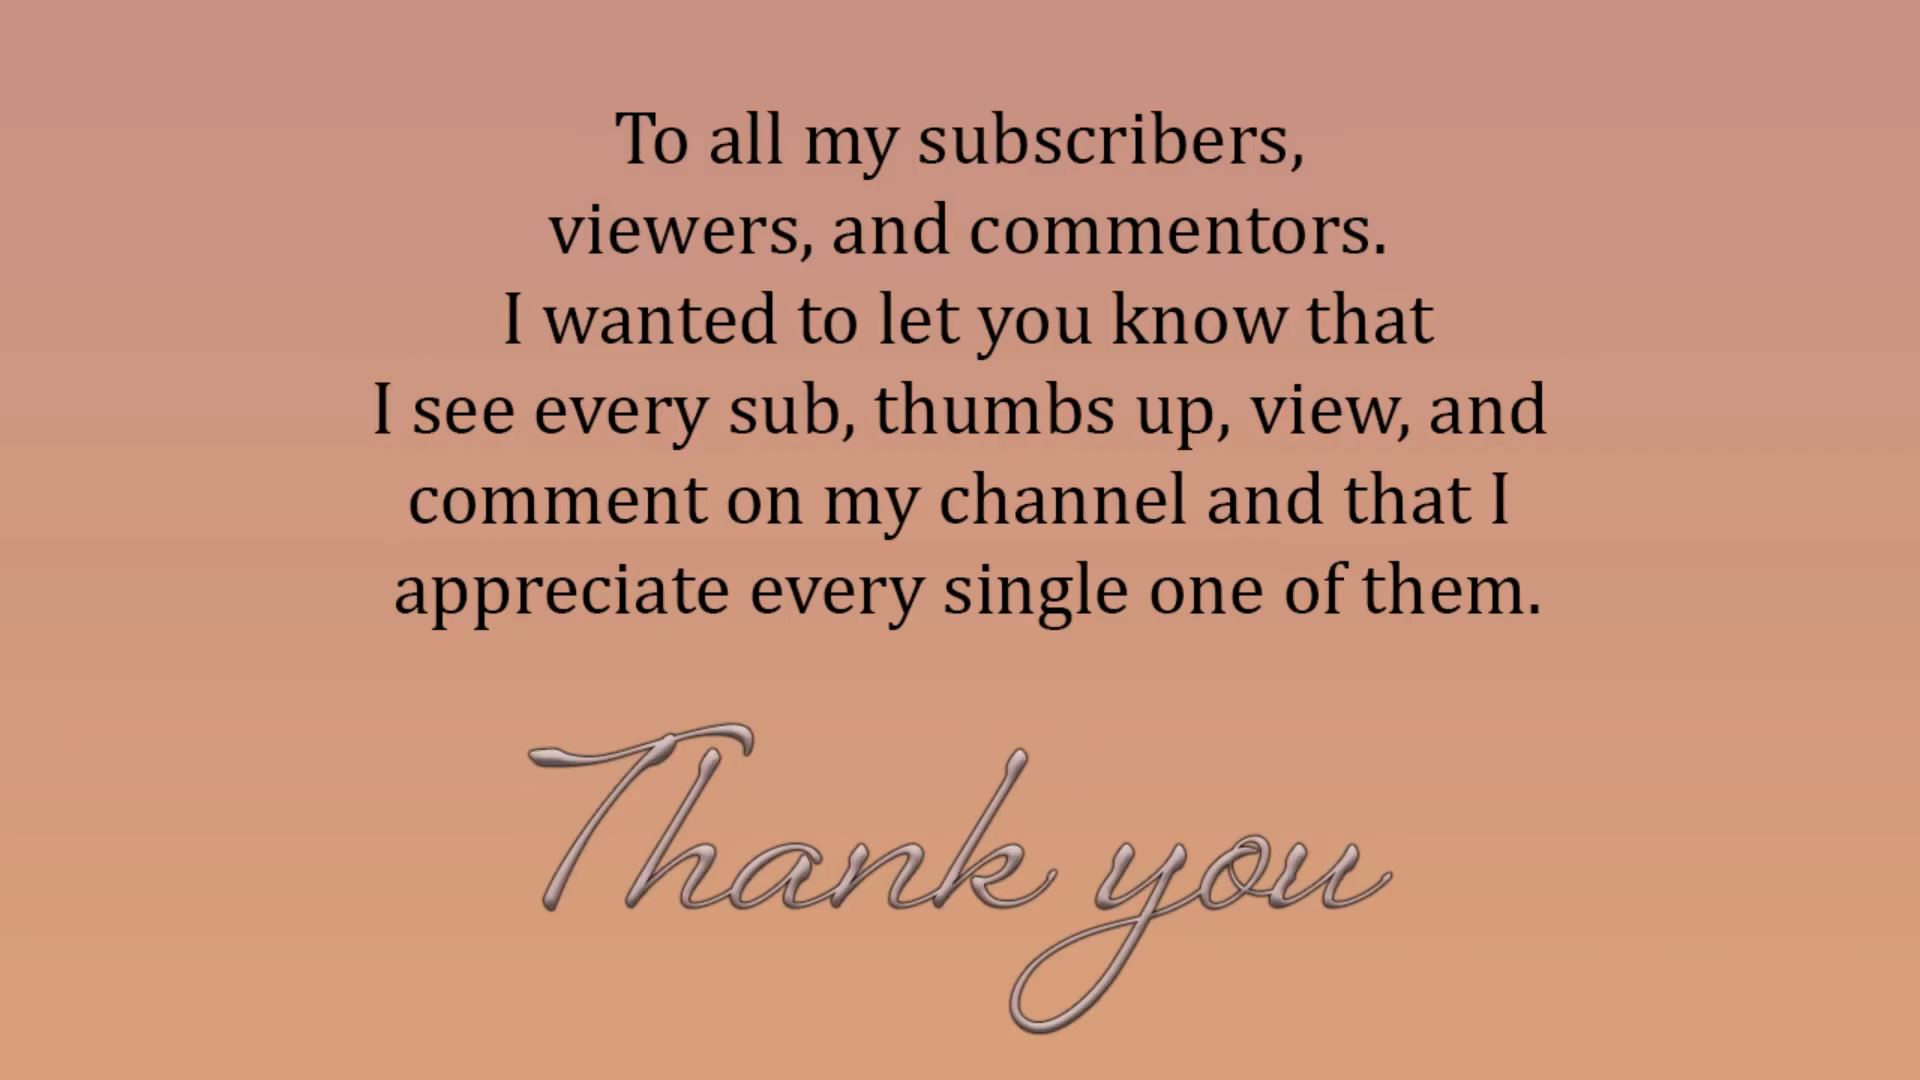 To all my subscribers,
viewers, and commentors.
I wanted to let you know that
I see every sub, thumbs up, view, and
comment on my channel and that I
appreciate every single one of them.
Thank you